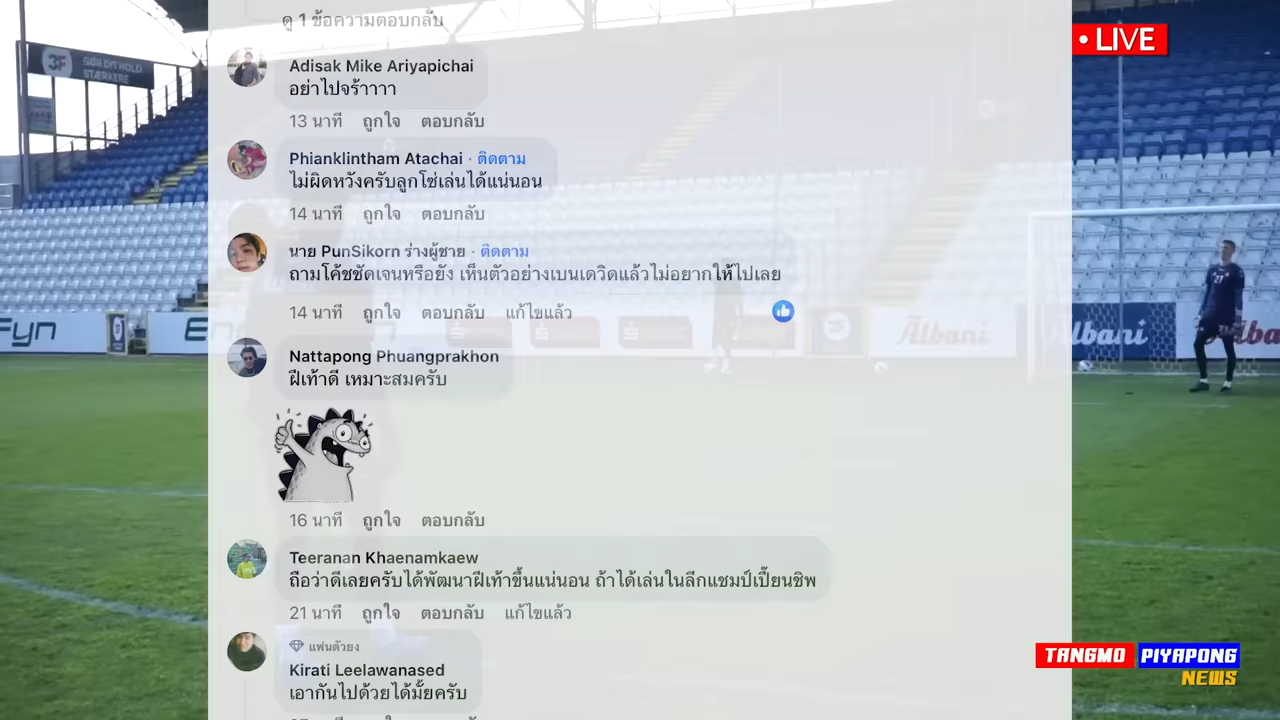 ดู 1 ข้อความตอบกลับ
• LIVE
3F
GØR DIT HOLD
STÆRKERE
Adisak Mike Ariyapichai
อย่าไปจร้าาาา
13 นาที ถูกใจ ตอบกลับ
Phianklintham Atachai · ติดตาม
ไม่ผิดหวังครับลูกโซ่เล่นได้แน่นอน
14 นาที ถูกใจ ตอบกลับ
นาย PunSikorn ร่างผู้ชาย · ติดตาม
ถามโค้ชชัดเจนหรือยัง เห็นตัวอย่างเบนเดวิดแล้วไม่อยากให้ไปเลย
14 นาที ถูกใจ ตอบกลับ แก้ไขแล้ว
27
Fyn
En
Albani
Albani
Alba
Nattapong Phuangprakhon
ฝีเท้าดี เหมาะสมครับ
16 นาที ถูกใจ ตอบกลับ
Teeranan Khaenamkaew
ถือว่าดีเลยครับได้พัฒนาฝีเท้าขึ้นแน่นอน ถ้าได้เล่นในลีกแชมป์เปี๊ยนชิพ
21 นาที ถูกใจ ตอบกลับ แก้ไขแล้ว
แฟนตัวยง
Kirati Leelawanased
เอากันไปด้วยได้มั้ยครับ
TANGMO PIYAPONG
NEWS